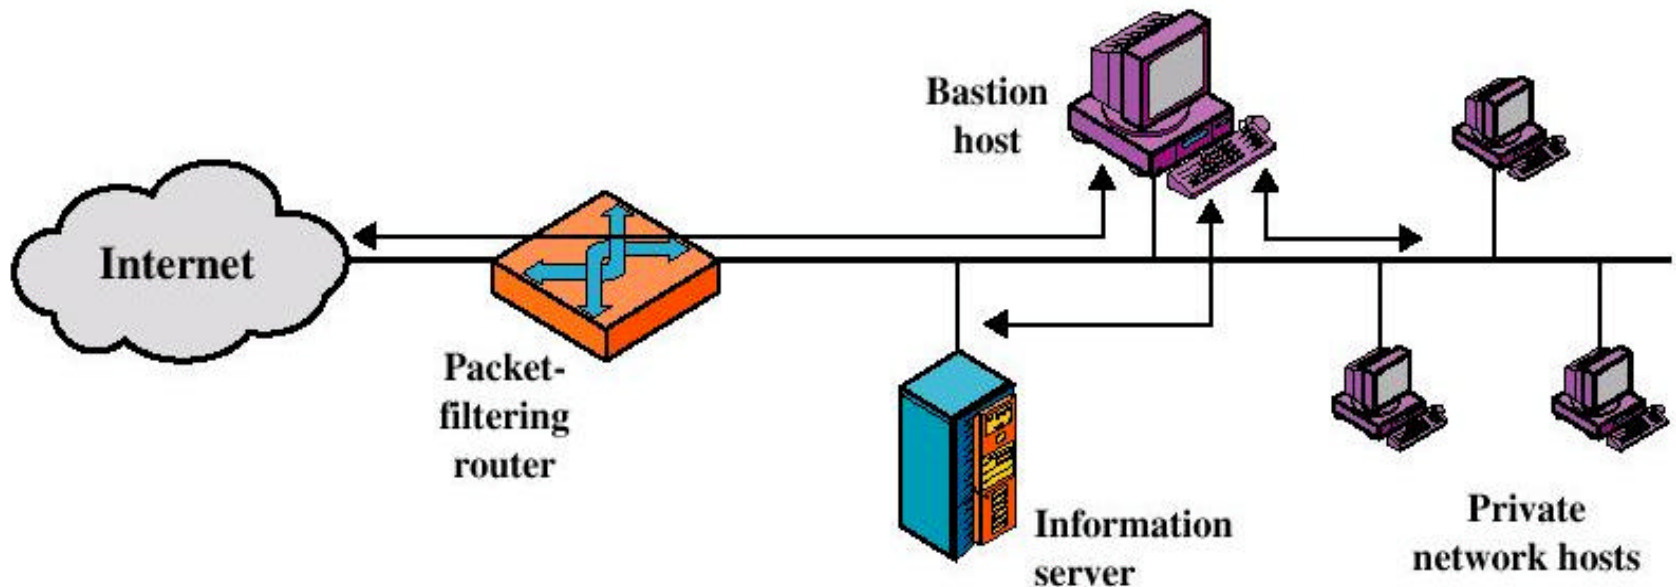 Bastion
host
Internet
Packet-
filtering
router
Information
server
Private
network hosts